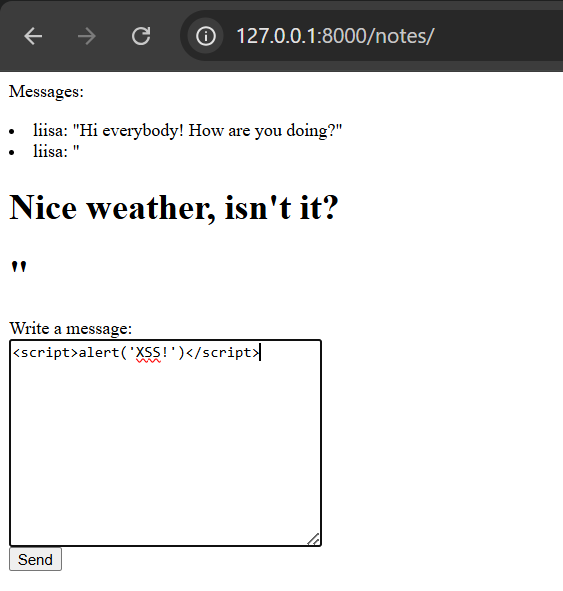 127.0.0.1:8000/notes/
Messages:
liisa: "Hi everybody! How are you doing?"
liisa: "
Nice weather, isn't it?
"
Write a message:
<script>alert('XSS!')</script>
Send